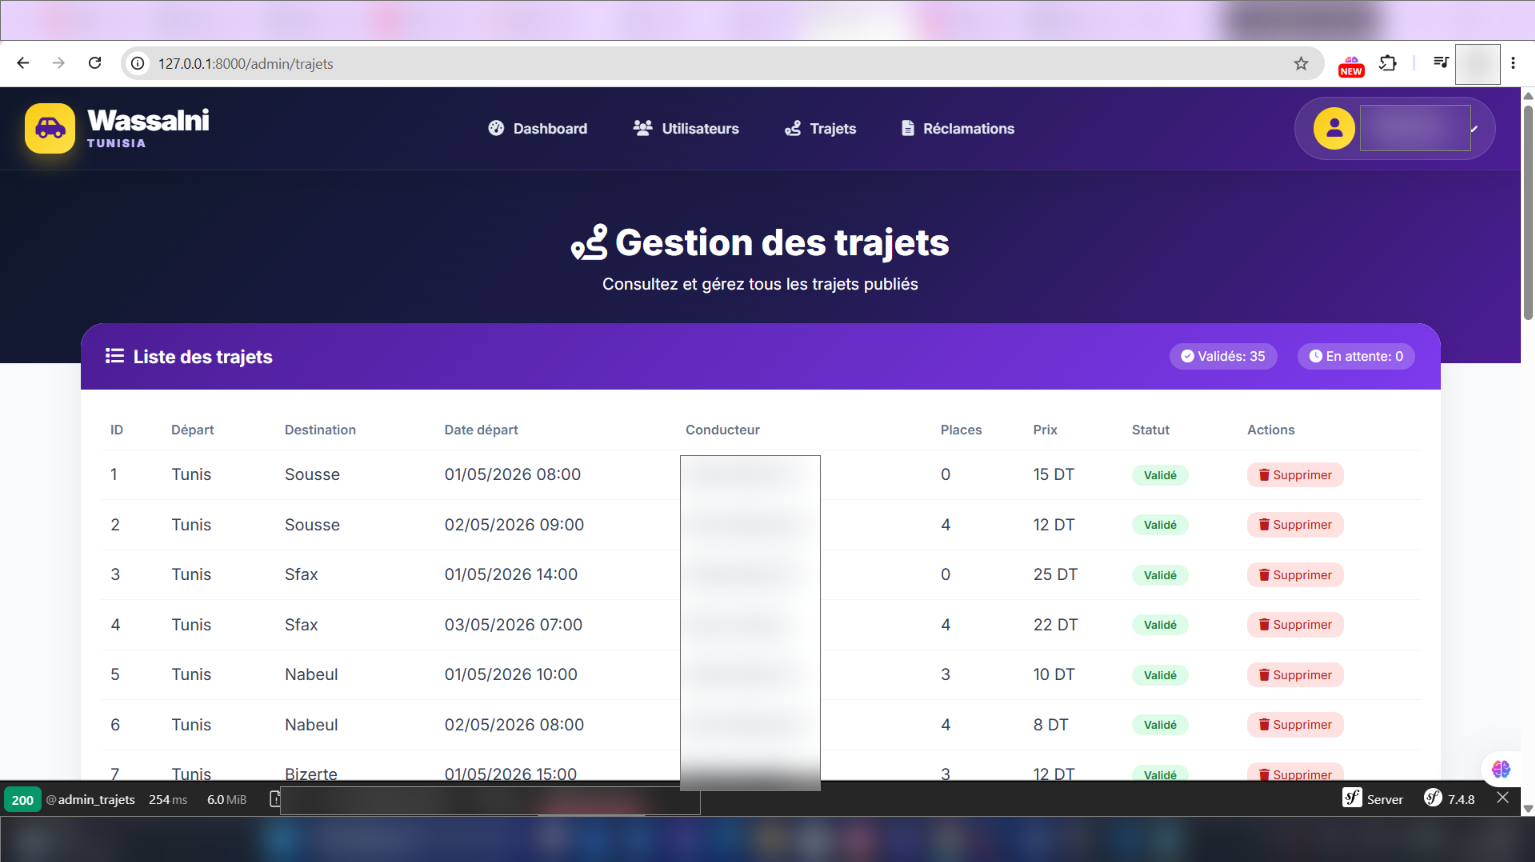 127.0.0.1:8000/admin/trajets
NEW
Wassalni
TUNISIA
Dashboard
Utilisateurs
Trajets
Réclamations
Gestion des trajets
Consultez et gérez tous les trajets publiés
Liste des trajets
Validés: 35
En attente: 0
ID Départ Destination Date départ Conducteur Places Prix Statut Actions
1 Tunis Sousse 01/05/2026 08:00 0 15 DT Validé Supprimer
2 Tunis Sousse 02/05/2026 09:00 4 12 DT Validé Supprimer
3 Tunis Sfax 01/05/2026 14:00 0 25 DT Validé Supprimer
4 Tunis Sfax 03/05/2026 07:00 4 22 DT Validé Supprimer
5 Tunis Nabeul 01/05/2026 10:00 3 10 DT Validé Supprimer
6 Tunis Nabeul 02/05/2026 08:00 4 8 DT Validé Supprimer
7 Tunis Bizerte 01/05/2026 15:00 3 12 DT Validé Supprimer
200 @admin_trajets 254 ms 6.0 MiB sf Server sf 7.4.8